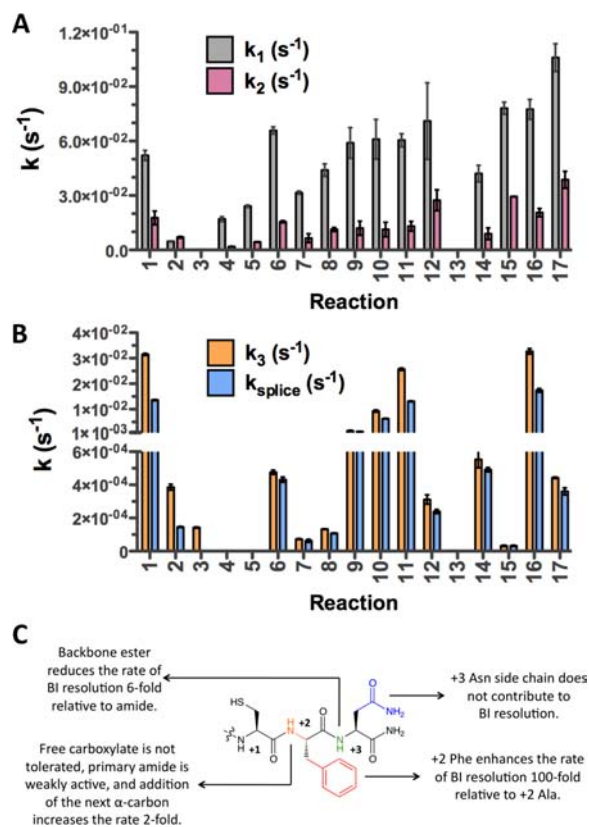 A
1.2×10⁻⁰¹
9.0×10⁻⁰²
6.0×10⁻⁰²
3.0×10⁻⁰²
0.0
k (s⁻¹)
k₁ (s⁻¹)
k₂ (s⁻¹)
1 2 3 4 5 6 7 8 9 10 11 12 13 14 15 16 17
Reaction
B
4×10⁻⁰²
3×10⁻⁰²
2×10⁻⁰²
1×10⁻⁰²
1×10⁻⁰³
6×10⁻⁰⁴
4×10⁻⁰⁴
2×10⁻⁰⁴
0
k (s⁻¹)
k₃ (s⁻¹)
k_splice (s⁻¹)
1 2 3 4 5 6 7 8 9 10 11 12 13 14 15 16 17
Reaction
C
Backbone ester
reduces the rate of
BI resolution 6-fold
relative to amide.
+3 Asn side chain does
not contribute to
BI resolution.
Free carboxylate is not
tolerated, primary amide is
weakly active, and addition
of the next α-carbon
increases the rate 2-fold.
+2 Phe enhances the rate
of BI resolution 100-fold
relative to +2 Ala.
O
NH₂
HS
H
N
+2
O
O
NH₂
N
H
+1
O
N
H
+3
O